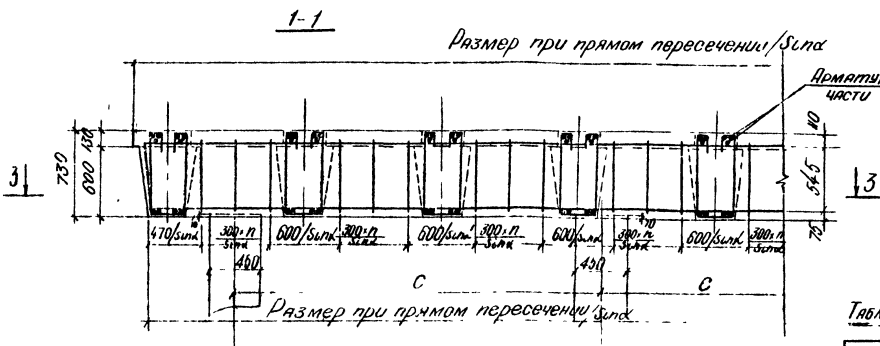 1-1
Размер при прямом пересечении/Sinα
Армату
части
730
130
600
10
545
75
3
3
470/sinα
300×n/Sinα
600/Sinα
300×n/Sinα
600/Sinα
300×n/Sinα
600/Sinα
300×n/Sinα
600/Sinα
300×n/Sinα
450
450
C
C
Размер при прямом пересечении/Sinα
Табл